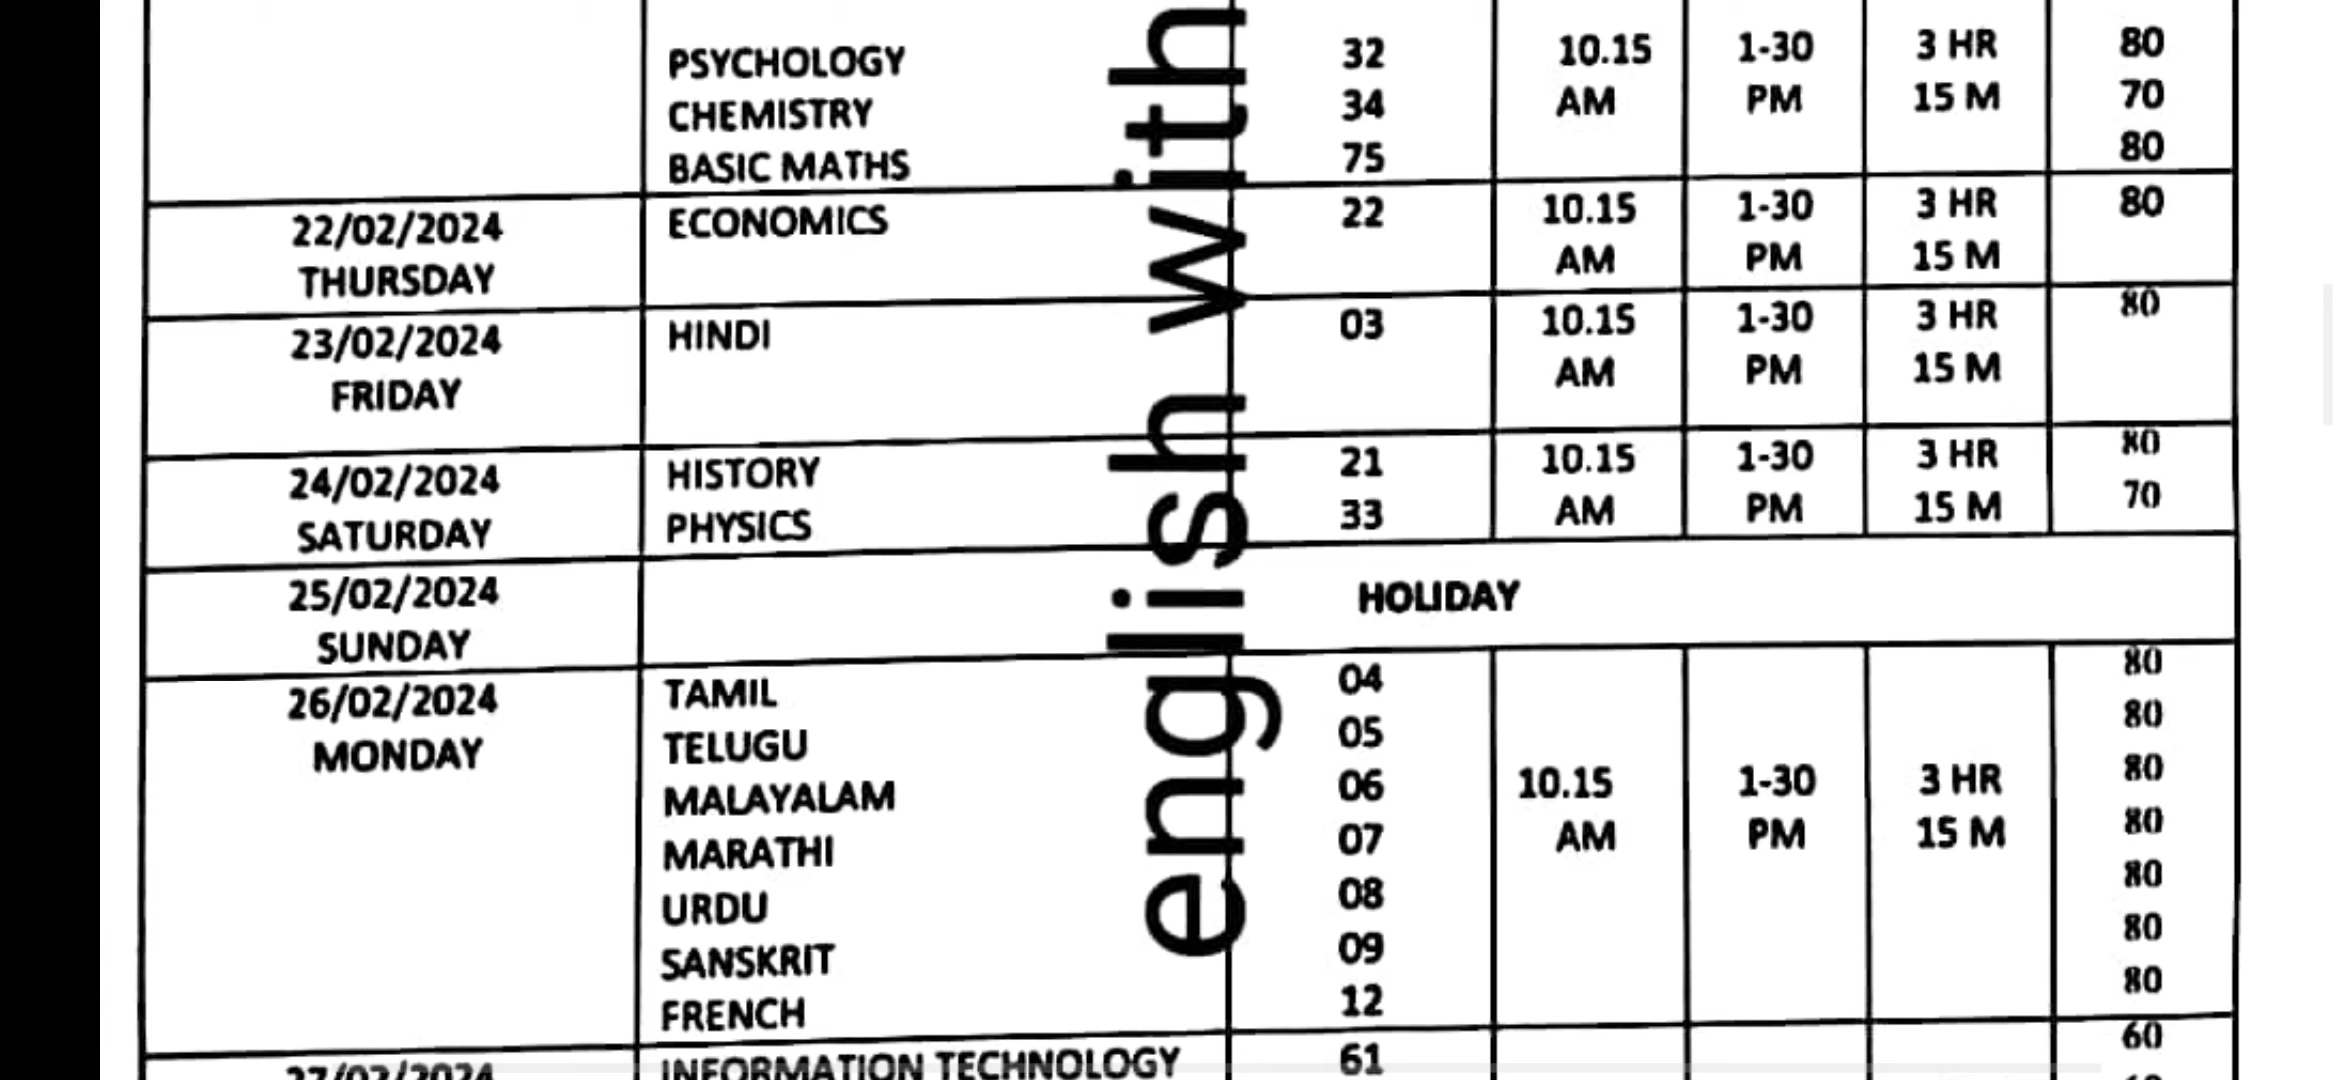 PSYCHOLOGY 32 10.15 1-30 3 HR 80
CHEMISTRY 34 AM PM 15 M 70
BASIC MATHS 75 80
22/02/2024 ECONOMICS 22 10.15 1-30 3 HR 80
THURSDAY AM PM 15 M
23/02/2024 HINDI 03 10.15 1-30 3 HR 80
FRIDAY AM PM 15 M
24/02/2024 HISTORY 21 10.15 1-30 3 HR 80
SATURDAY PHYSICS 33 AM PM 15 M 70
25/02/2024 HOLIDAY
SUNDAY
26/02/2024 TAMIL 04 80
MONDAY TELUGU 05 80
MALAYALAM 06 10.15 1-30 3 HR 80
MARATHI 07 AM PM 15 M 80
URDU 08 80
SANSKRIT 09 80
FRENCH 12 80
27/02/2024 INFORMATION TECHNOLOGY 61 60
english with